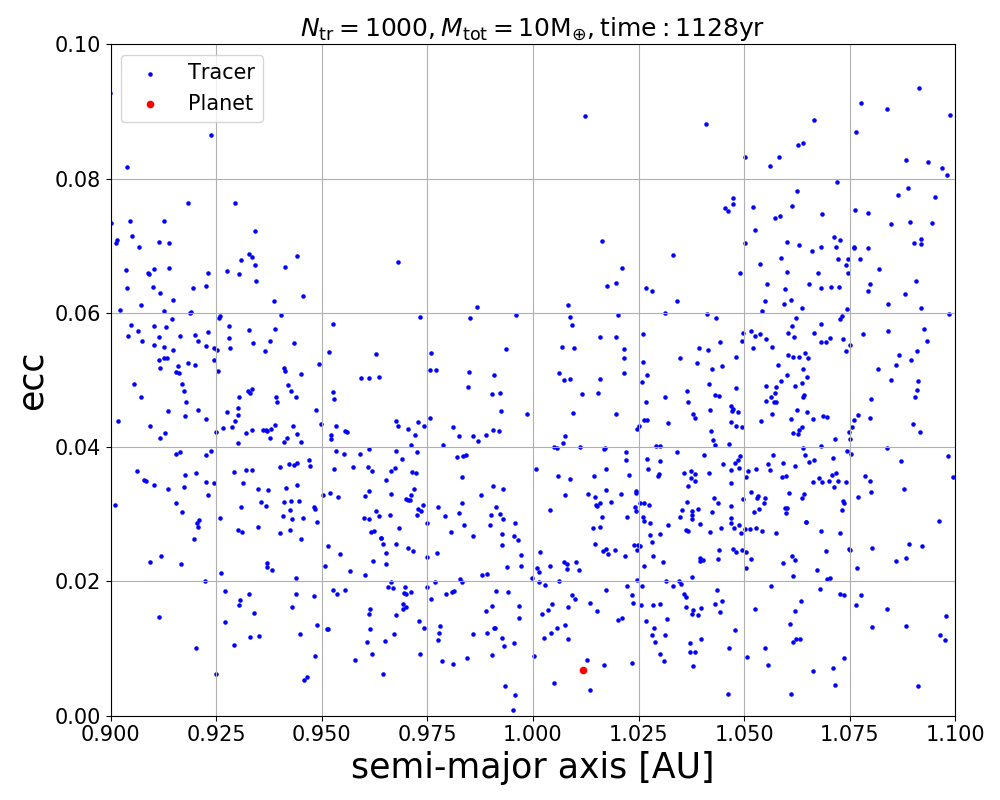 N_tr = 1000, M_tot = 10M_⊕, time : 1128yr
Tracer
Planet
0.10
0.08
0.06
0.04
0.02
0.00
ecc
0.900 0.925 0.950 0.975 1.000 1.025 1.050 1.075 1.100
semi-major axis [AU]